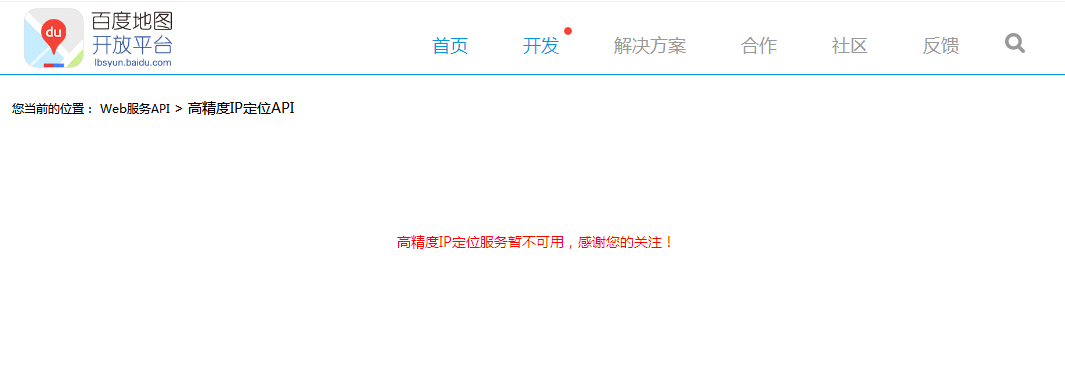 du
百度地图
开放平台
lbsyun.baidu.com
首页 开发 解决方案 合作 社区 反馈
您当前的位置： Web服务API > 高精度IP定位API
高精度IP定位服务暂不可用，感谢您的关注！